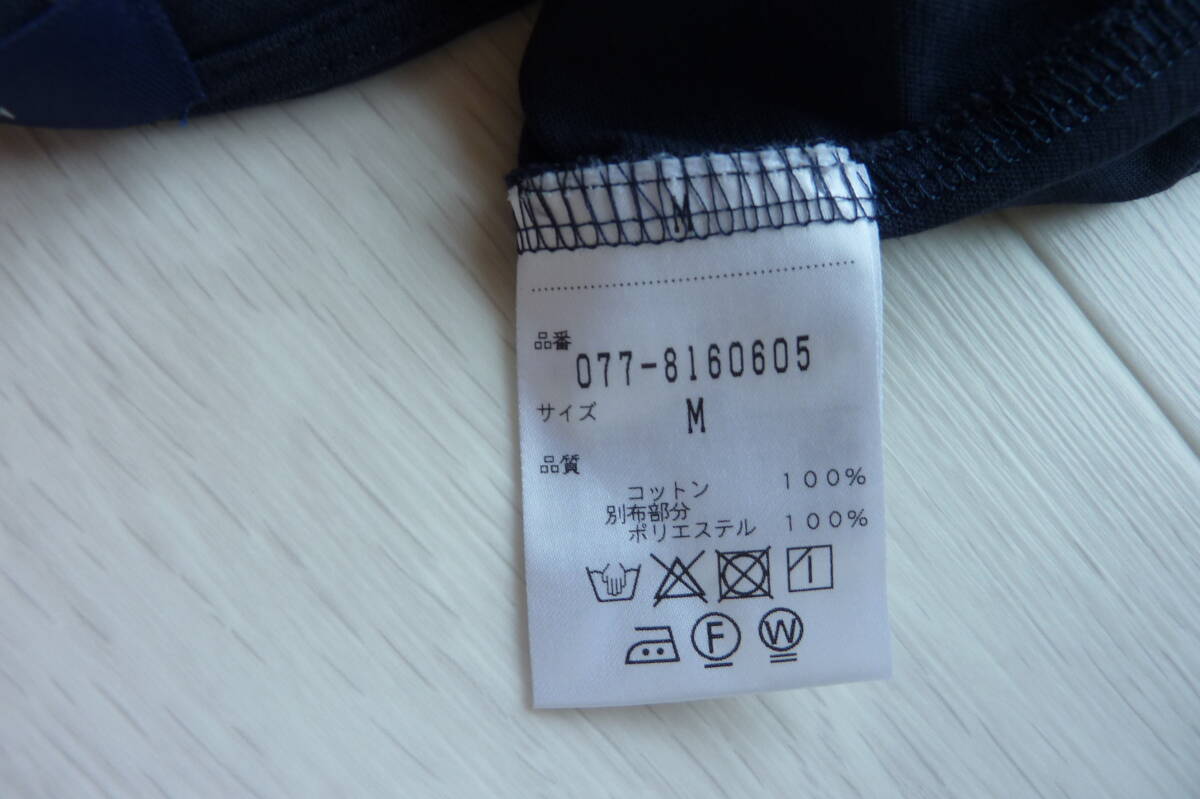 M
品番
077-8160605
サイズ M
品質
コットン 100%
別布部分
ポリエステル 100%
F W